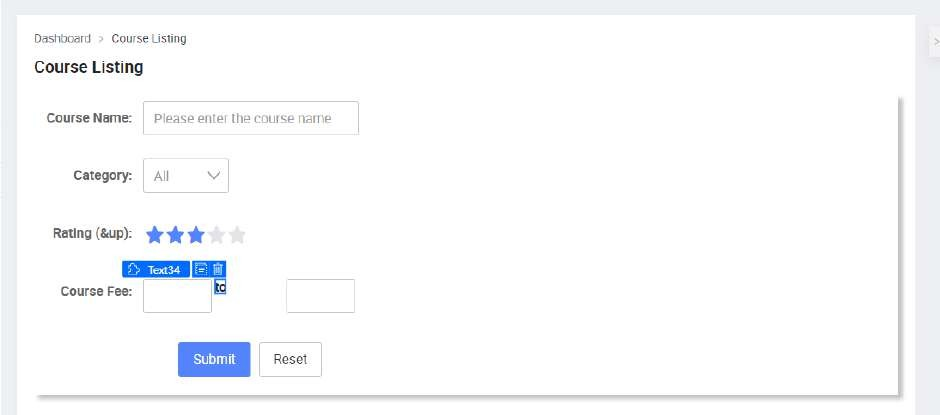 Dashboard > Course Listing
Course Listing
Course Name: Please enter the course name
Category: All
Rating (&up):
Text34
Course Fee: to
Submit Reset